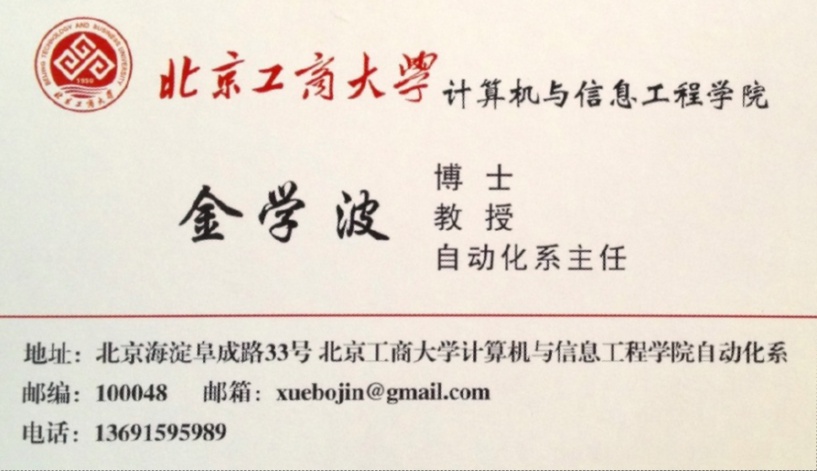 BEIJING TECHNOLOGY AND BUSINESS UNIVERSITY
1950
北京工商大學
北京工商大學 计算机与信息工程学院
金学波
博士
教授
自动化系主任
地址：北京海淀阜成路33号 北京工商大学计算机与信息工程学院自动化系
邮编：100048 邮箱：xuebojin@gmail.com
电话：13691595989